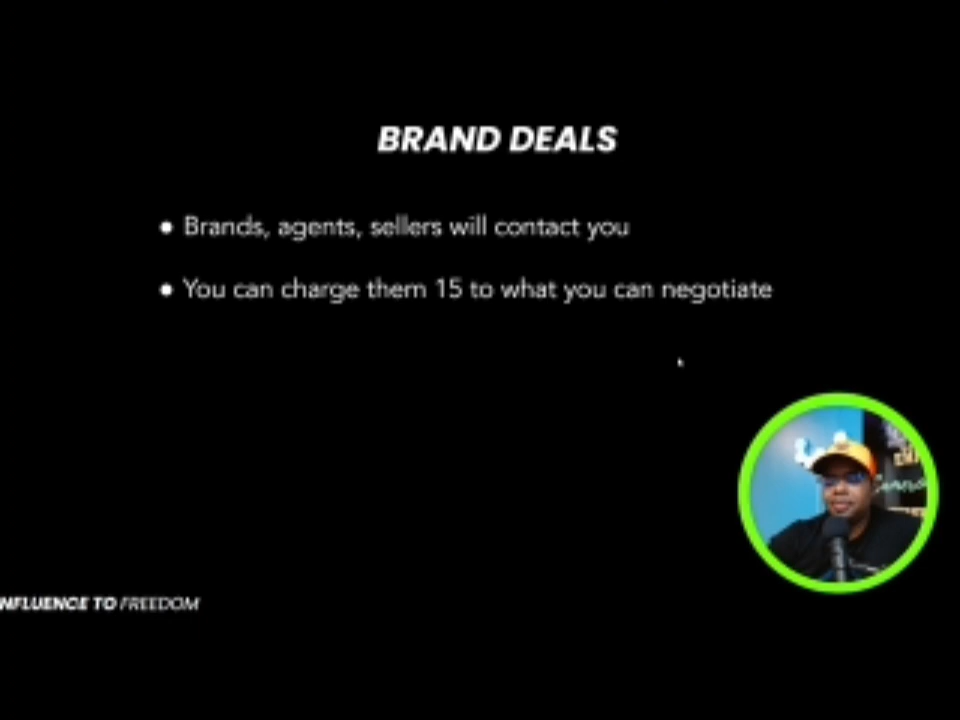 BRAND DEALS
• Brands, agents, sellers will contact you
• You can charge them 15 to what you can negotiate
NFLUENCE TO FREEDOM